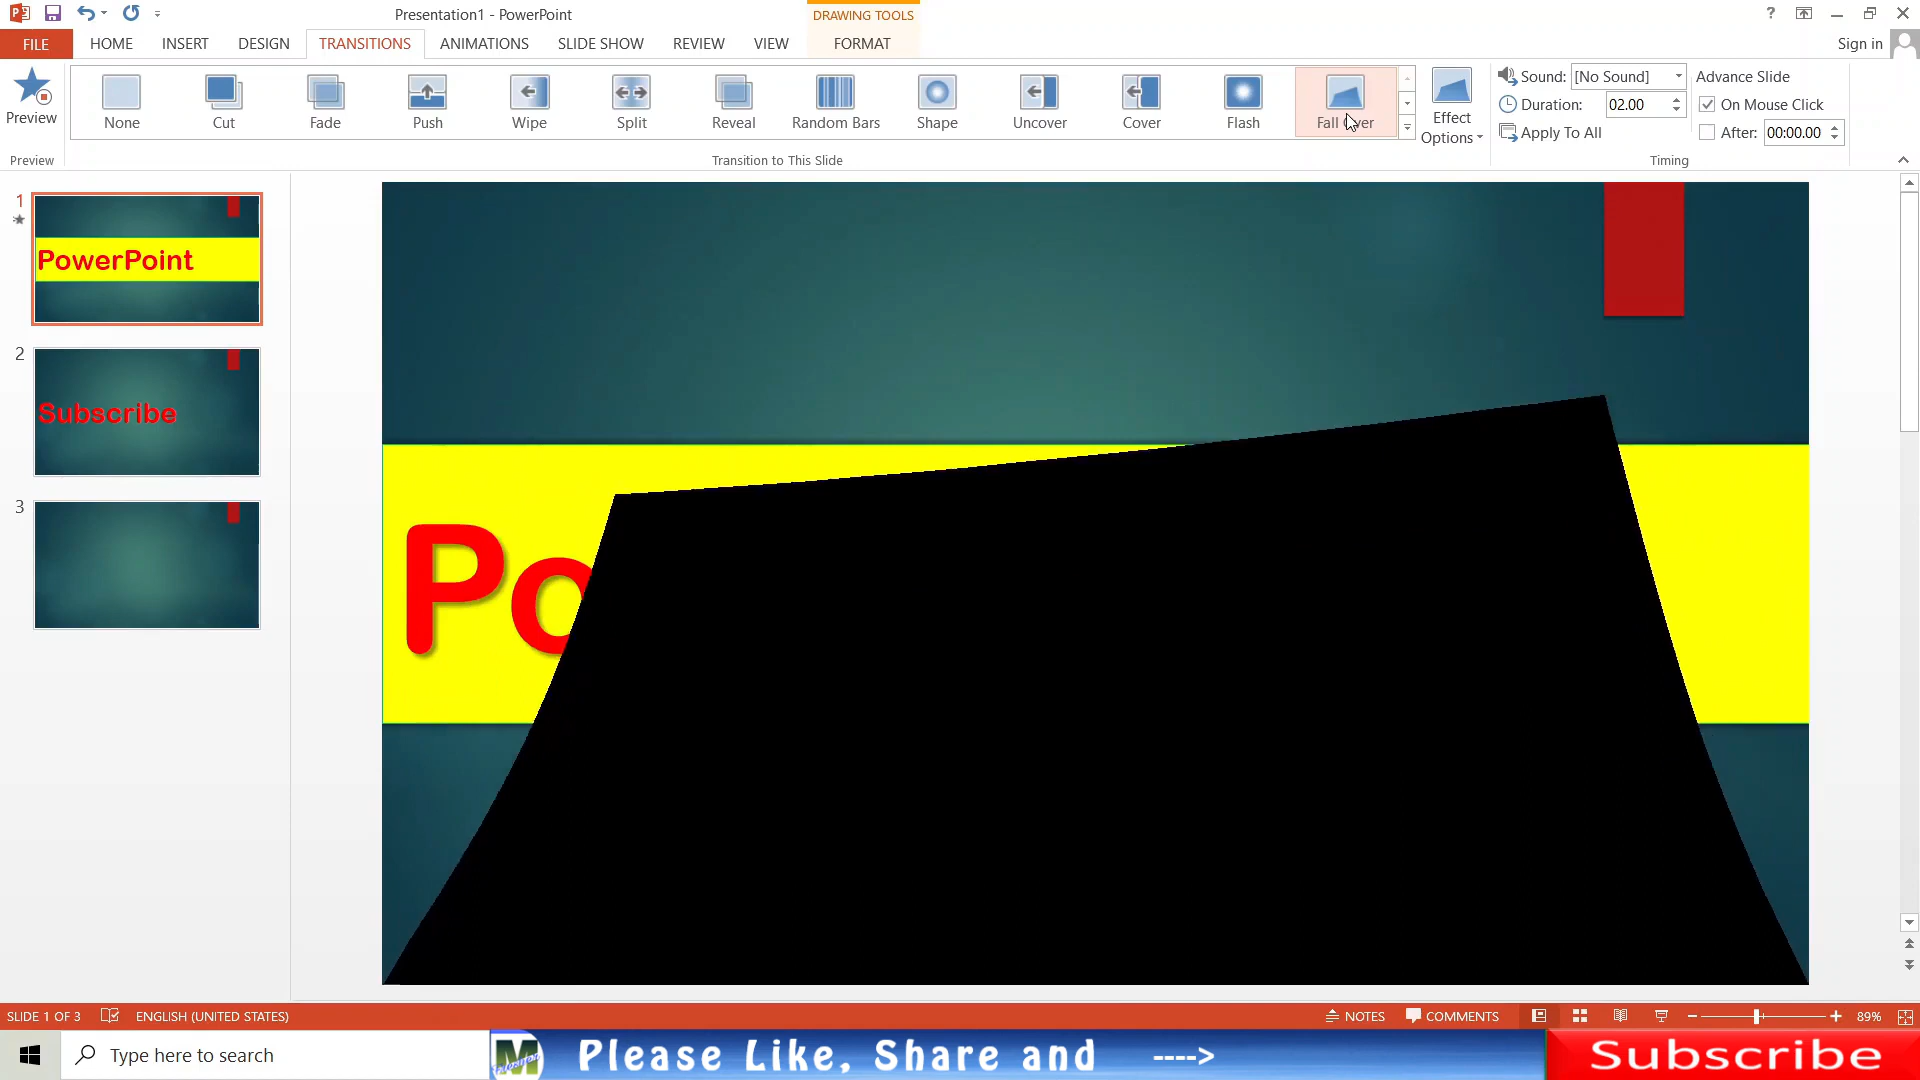 Presentation1 - PowerPoint
DRAWING TOOLS
?
FILE
HOME
INSERT
DESIGN
TRANSITIONS
ANIMATIONS
SLIDE SHOW
REVIEW
VIEW
FORMAT
Sign in
Preview
None
Cut
Fade
Push
Wipe
Split
Reveal
Random Bars
Shape
Uncover
Cover
Flash
Fall Over
Effect
Options
Sound: [No Sound]
Duration: 02.00
Apply To All
Advance Slide
On Mouse Click
After: 00:00.00
Preview
Transition to This Slide
Timing
1
PowerPoint
2
Subscribe
3
Po
SLIDE 1 OF 3
ENGLISH (UNITED STATES)
NOTES
COMMENTS
89%
Type here to search
Please Like, Share and ---->
Subscribe